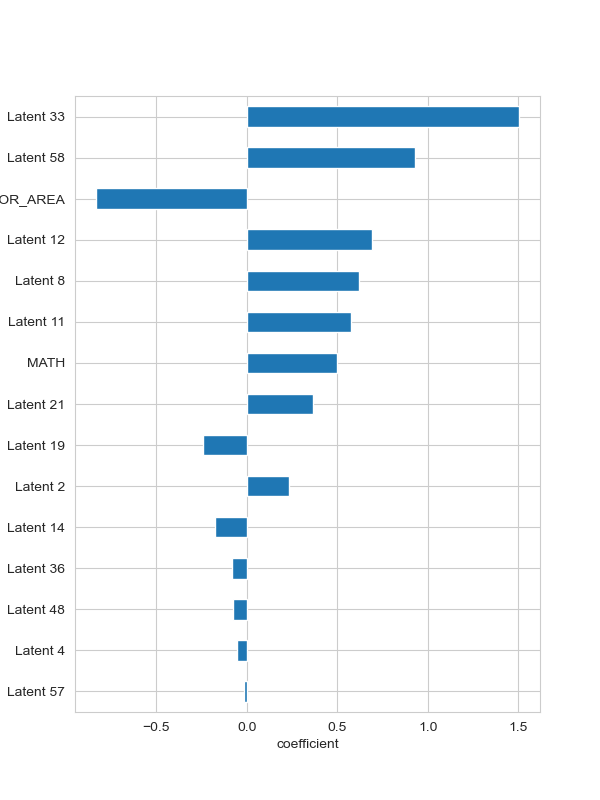 Latent 33
Latent 58
OR_AREA
Latent 12
Latent 8
Latent 11
MATH
Latent 21
Latent 19
Latent 2
Latent 14
Latent 36
Latent 48
Latent 4
Latent 57
−0.5 0.0 0.5 1.0 1.5
coefficient